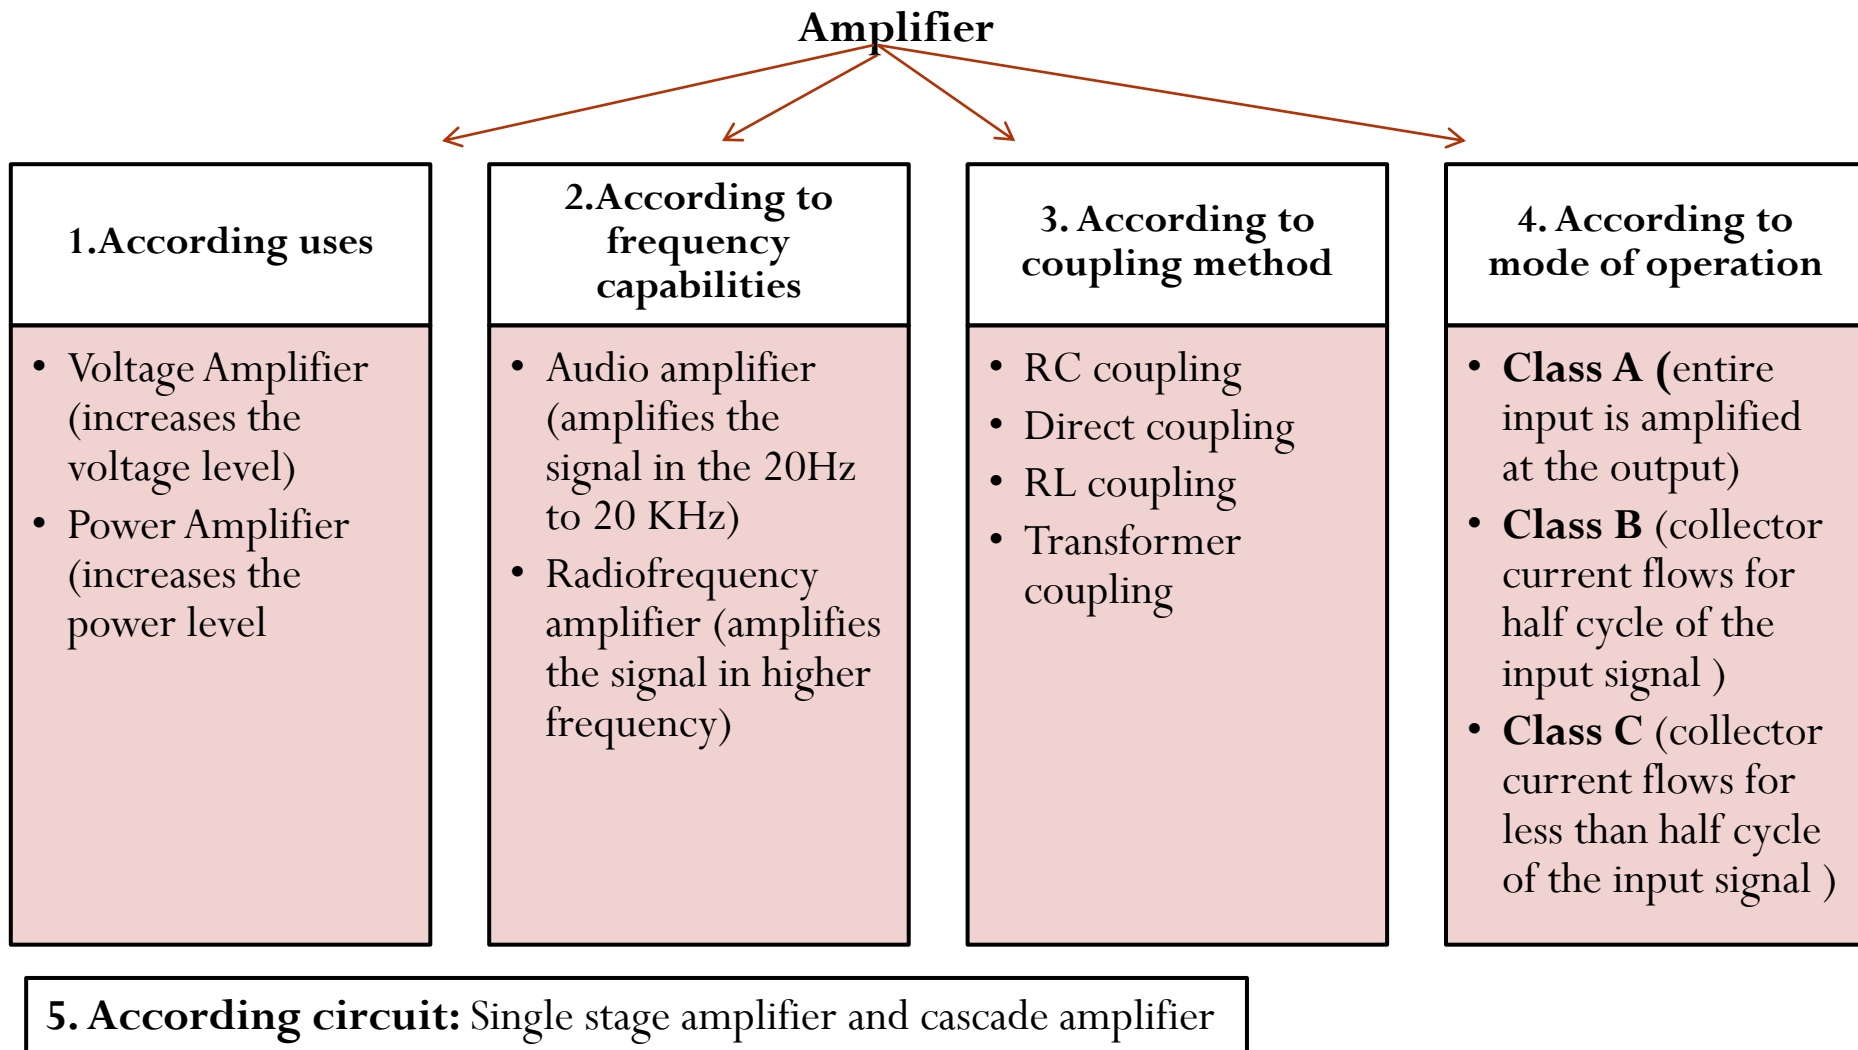 Amplifier
1.According uses
• Voltage Amplifier
(increases the
voltage level)
• Power Amplifier
(increases the
power level
2.According to
frequency
capabilities
• Audio amplifier
(amplifies the
signal in the 20Hz
to 20 KHz)
• Radiofrequency
amplifier (amplifies
the signal in higher
frequency)
3. According to
coupling method
• RC coupling
• Direct coupling
• RL coupling
• Transformer
coupling
4. According to
mode of operation
• Class A (entire
input is amplified
at the output)
• Class B (collector
current flows for
half cycle of the
input signal )
• Class C (collector
current flows for
less than half cycle
of the input signal )
5. According circuit: Single stage amplifier and cascade amplifier